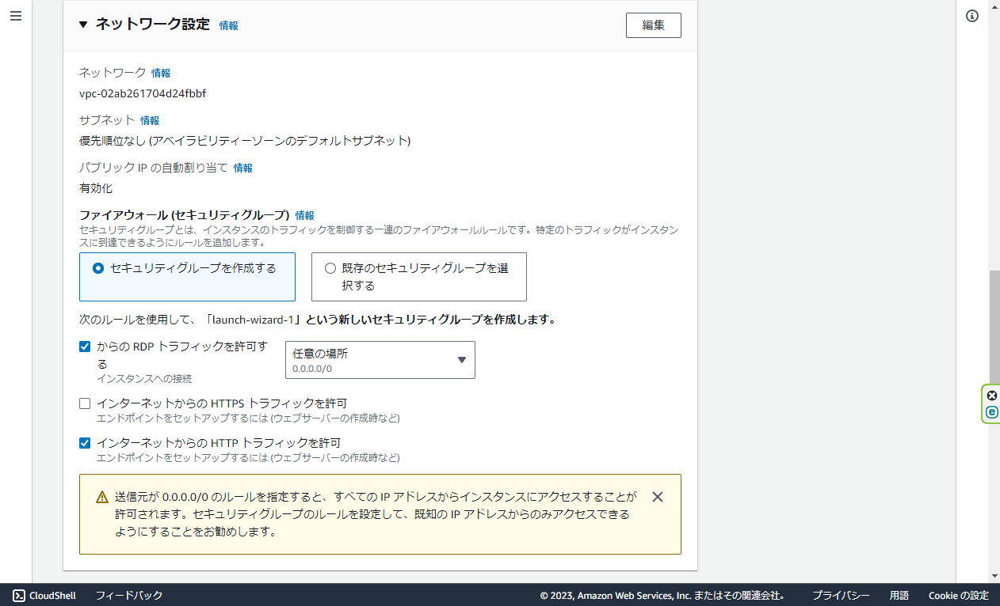 ネットワーク設定 情報
編集
ネットワーク 情報
vpc-02ab261704d24fbbf
サブネット 情報
優先順位なし (アベイラビリティーゾーンのデフォルトサブネット)
パブリック IP の自動割り当て 情報
有効化
ファイアウォール (セキュリティグループ) 情報
セキュリティグループとは、インスタンスのトラフィックを制御する一連のファイアウォールルールです。特定のトラフィックがインスタン
スに到達できるようにルールを追加します。
セキュリティグループを作成する
既存のセキュリティグループを選
択する
次のルールを使用して、「launch-wizard-1」という新しいセキュリティグループを作成します。
からの RDP トラフィックを許可す
る
インスタンスへの接続
任意の場所
0.0.0.0/0
インターネットからの HTTPS トラフィックを許可
エンドポイントをセットアップするには (ウェブサーバーの作成時など)
インターネットからの HTTP トラフィックを許可
エンドポイントをセットアップするには (ウェブサーバーの作成時など)
送信元が 0.0.0.0/0 のルールを指定すると、すべての IP アドレスからインスタンスにアクセスすることが
許可されます。セキュリティグループのルールを設定して、既知の IP アドレスからのみアクセスできる
ようにすることをお勧めします。
CloudShell フィードバック © 2023, Amazon Web Services, Inc. またはその関連会社。 プライバシー 用語 Cookie の設定